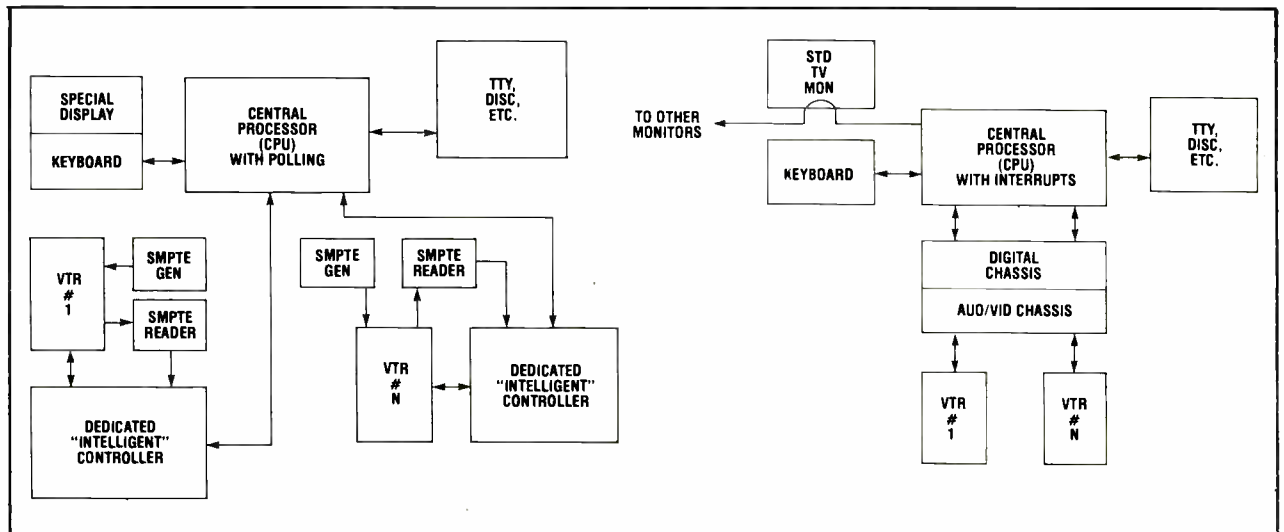 SPECIAL
DISPLAY
KEYBOARD
CENTRAL
PROCESSOR
(CPU)
WITH POLLING
TTY,
DISC,
ETC.
VTR
#
1
SMPTE
GEN
SMPTE
READER
DEDICATED
"INTELLIGENT"
CONTROLLER
SMPTE
GEN
SMPTE
READER
VTR
#
N
DEDICATED
"INTELLIGENT"
CONTROLLER
STD
TV
MON
TO OTHER
MONITORS
KEYBOARD
CENTRAL
PROCESSOR
(CPU)
WITH INTERRUPTS
TTY,
DISC,
ETC.
DIGITAL
CHASSIS
AUO/VID CHASSIS
VTR
#
1
VTR
#
N